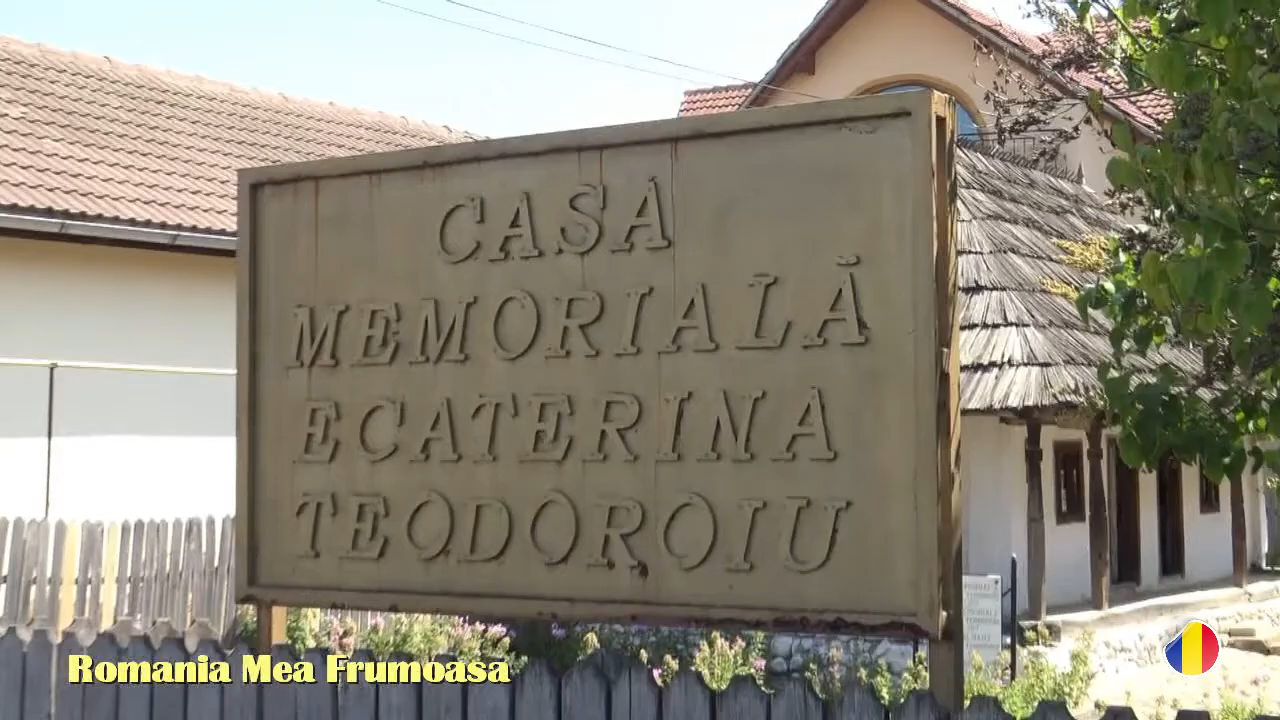 CASA
MEMORIALĂ
ECATERINA
TEODOROIU
Romania Mea Frumoasa